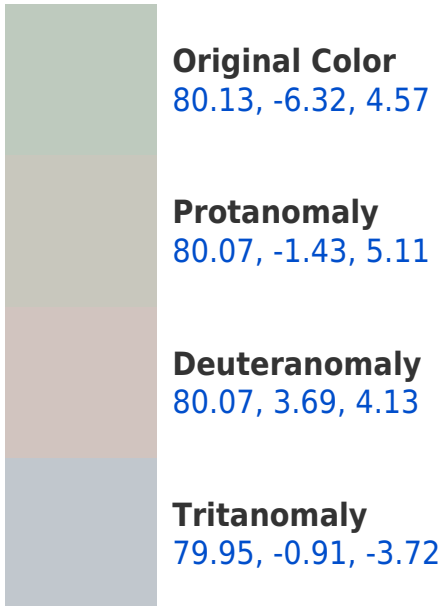 Original Color
80.13, -6.32, 4.57
Protanomaly
80.07, -1.43, 5.11
Deuteranomaly
80.07, 3.69, 4.13
Tritanomaly
79.95, -0.91, -3.72